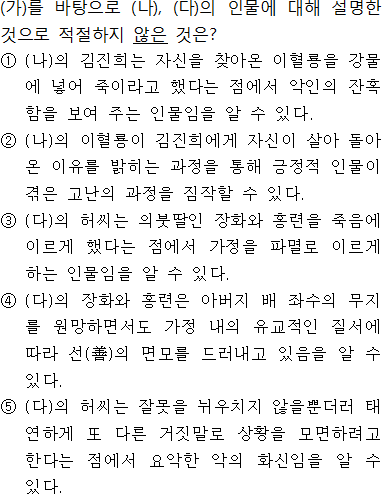 (가)를 바탕으로 (나), (다)의 인물에 대해 설명한
것으로 적절하지 않은 것은?
① (나)의 김진희는 자신을 찾아온 이혈룡을 강물
에 넣어 죽이라고 했다는 점에서 악인의 잔혹
함을 보여 주는 인물임을 알 수 있다.
② (나)의 이혈룡이 김진희에게 자신이 살아 돌아
온 이유를 밝히는 과정을 통해 긍정적 인물이
겪은 고난의 과정을 짐작할 수 있다.
③ (다)의 허씨는 의붓딸인 장화와 홍련을 죽음에
이르게 했다는 점에서 가정을 파멸로 이르게
하는 인물임을 알 수 있다.
④ (다)의 장화와 홍련은 아버지 배 좌수의 무지
를 원망하면서도 가정 내의 유교적인 질서에
따라 선(善)의 면모를 드러내고 있음을 알 수
있다.
⑤ (다)의 허씨는 잘못을 뉘우치지 않을뿐더러 태
연하게 또 다른 거짓말로 상황을 모면하려고
한다는 점에서 요악한 악의 화신임을 알 수
있다.